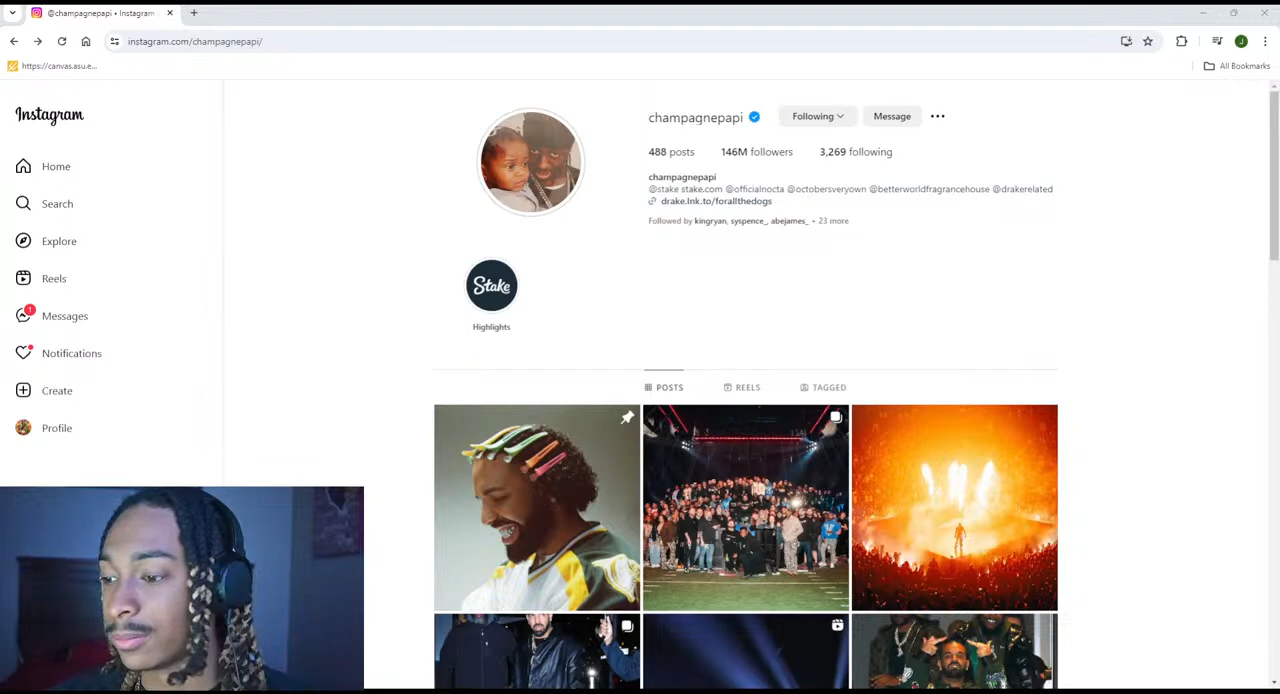 @champagnepapi • Instagram
instagram.com/champagnepapi/
J
https://canvas.asu.e...
All Bookmarks
Instagram
Home
Search
Explore
Reels
1
Messages
Notifications
Create
Profile
champagnepapi
Following
Message
488 posts
146M followers
3,269 following
champagnepapi
@stake stake.com @officialnocta @octobersveryown @betterworldfragrancehouse @drakerelated
drake.lnk.to/forallthedogs
Followed by kingryan, syspence_, abejames_ • 23 more
Stake
Highlights
POSTS
REELS
TAGGED